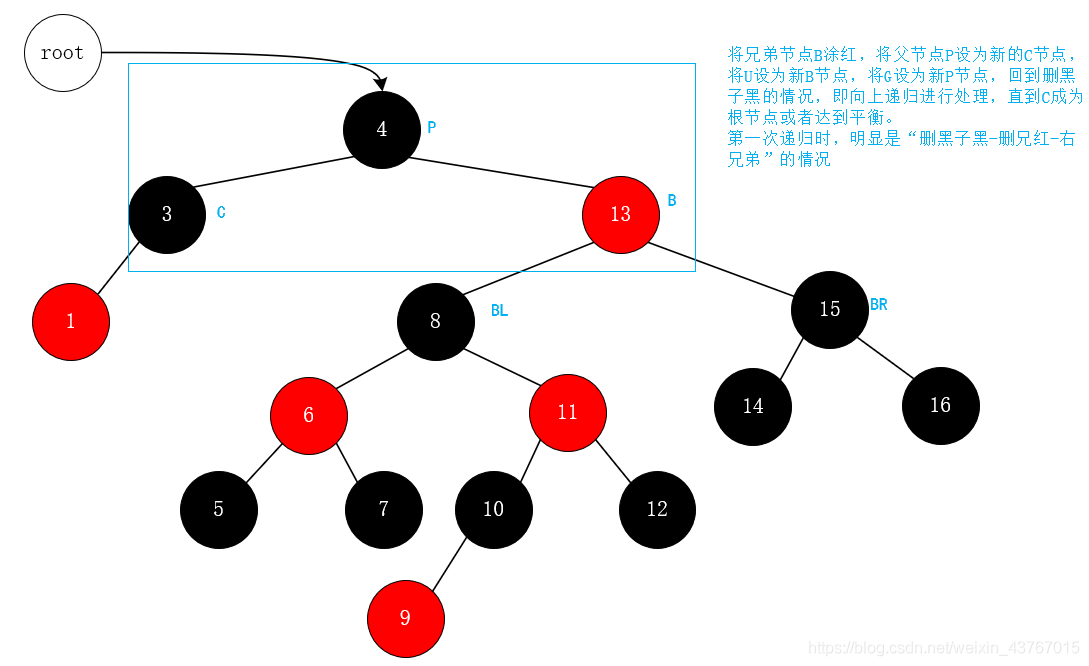 root
将兄弟节点B涂红，将父节点P设为新的C节点，
将U设为新B节点，将G设为新P节点，回到删黑
子黑的情况，即向上递归进行处理，直到C成为
根节点或者达到平衡。
第一次递归时，明显是“删黑子黑-删兄红-右
兄弟”的情况
4
P
3
C
13
B
1
8
BL
15
BR
6
11
14
16
5
7
10
12
9
https://blog.csdn.net/weixin_43767015